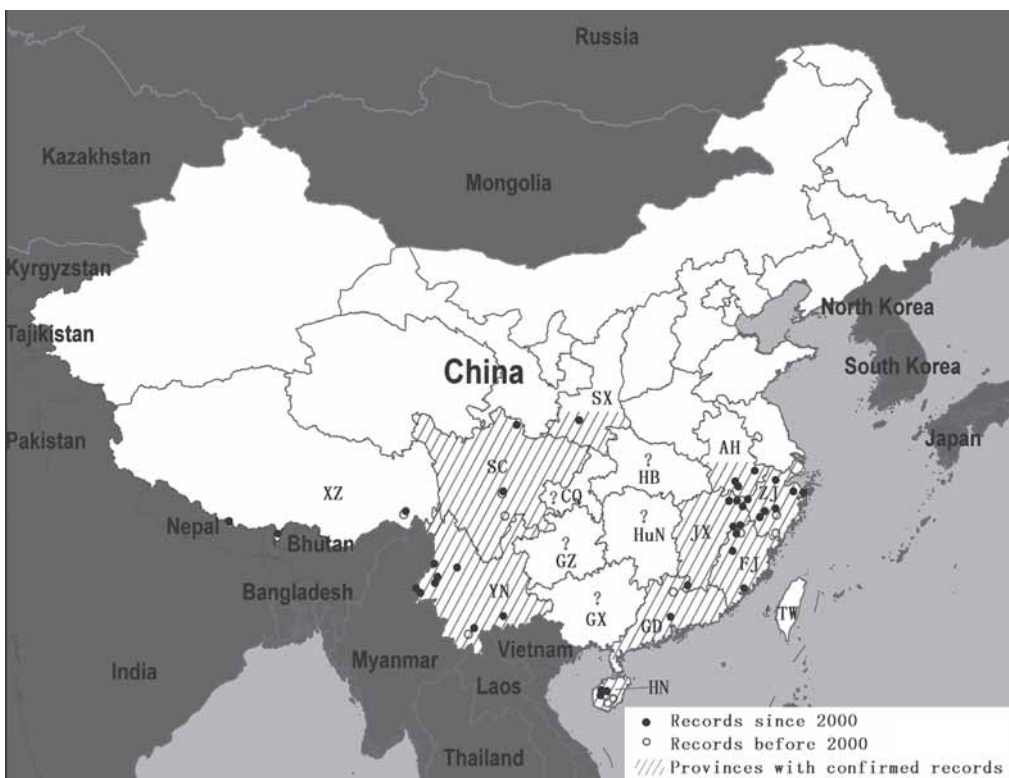 Russia
Kazakhstan
Mongolia
Kyrgyzstan
North Korea
Tajikistan
South Korea
China
SX
Japan
Pakistan
AH
?
HB
SC
?
CQ
ZJ
XZ
Nepal
?
HuN
JX
Bhutan
?
GZ
FJ
Bangladesh
YN
?
GX
GD
TW
Vietnam
Myanmar
India
Laos
HN
Thailand
Records since 2000
Records before 2000
Provinces with confirmed records